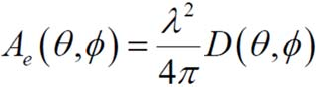 A_e(θ,ϕ) = λ²/4π D(θ,ϕ)